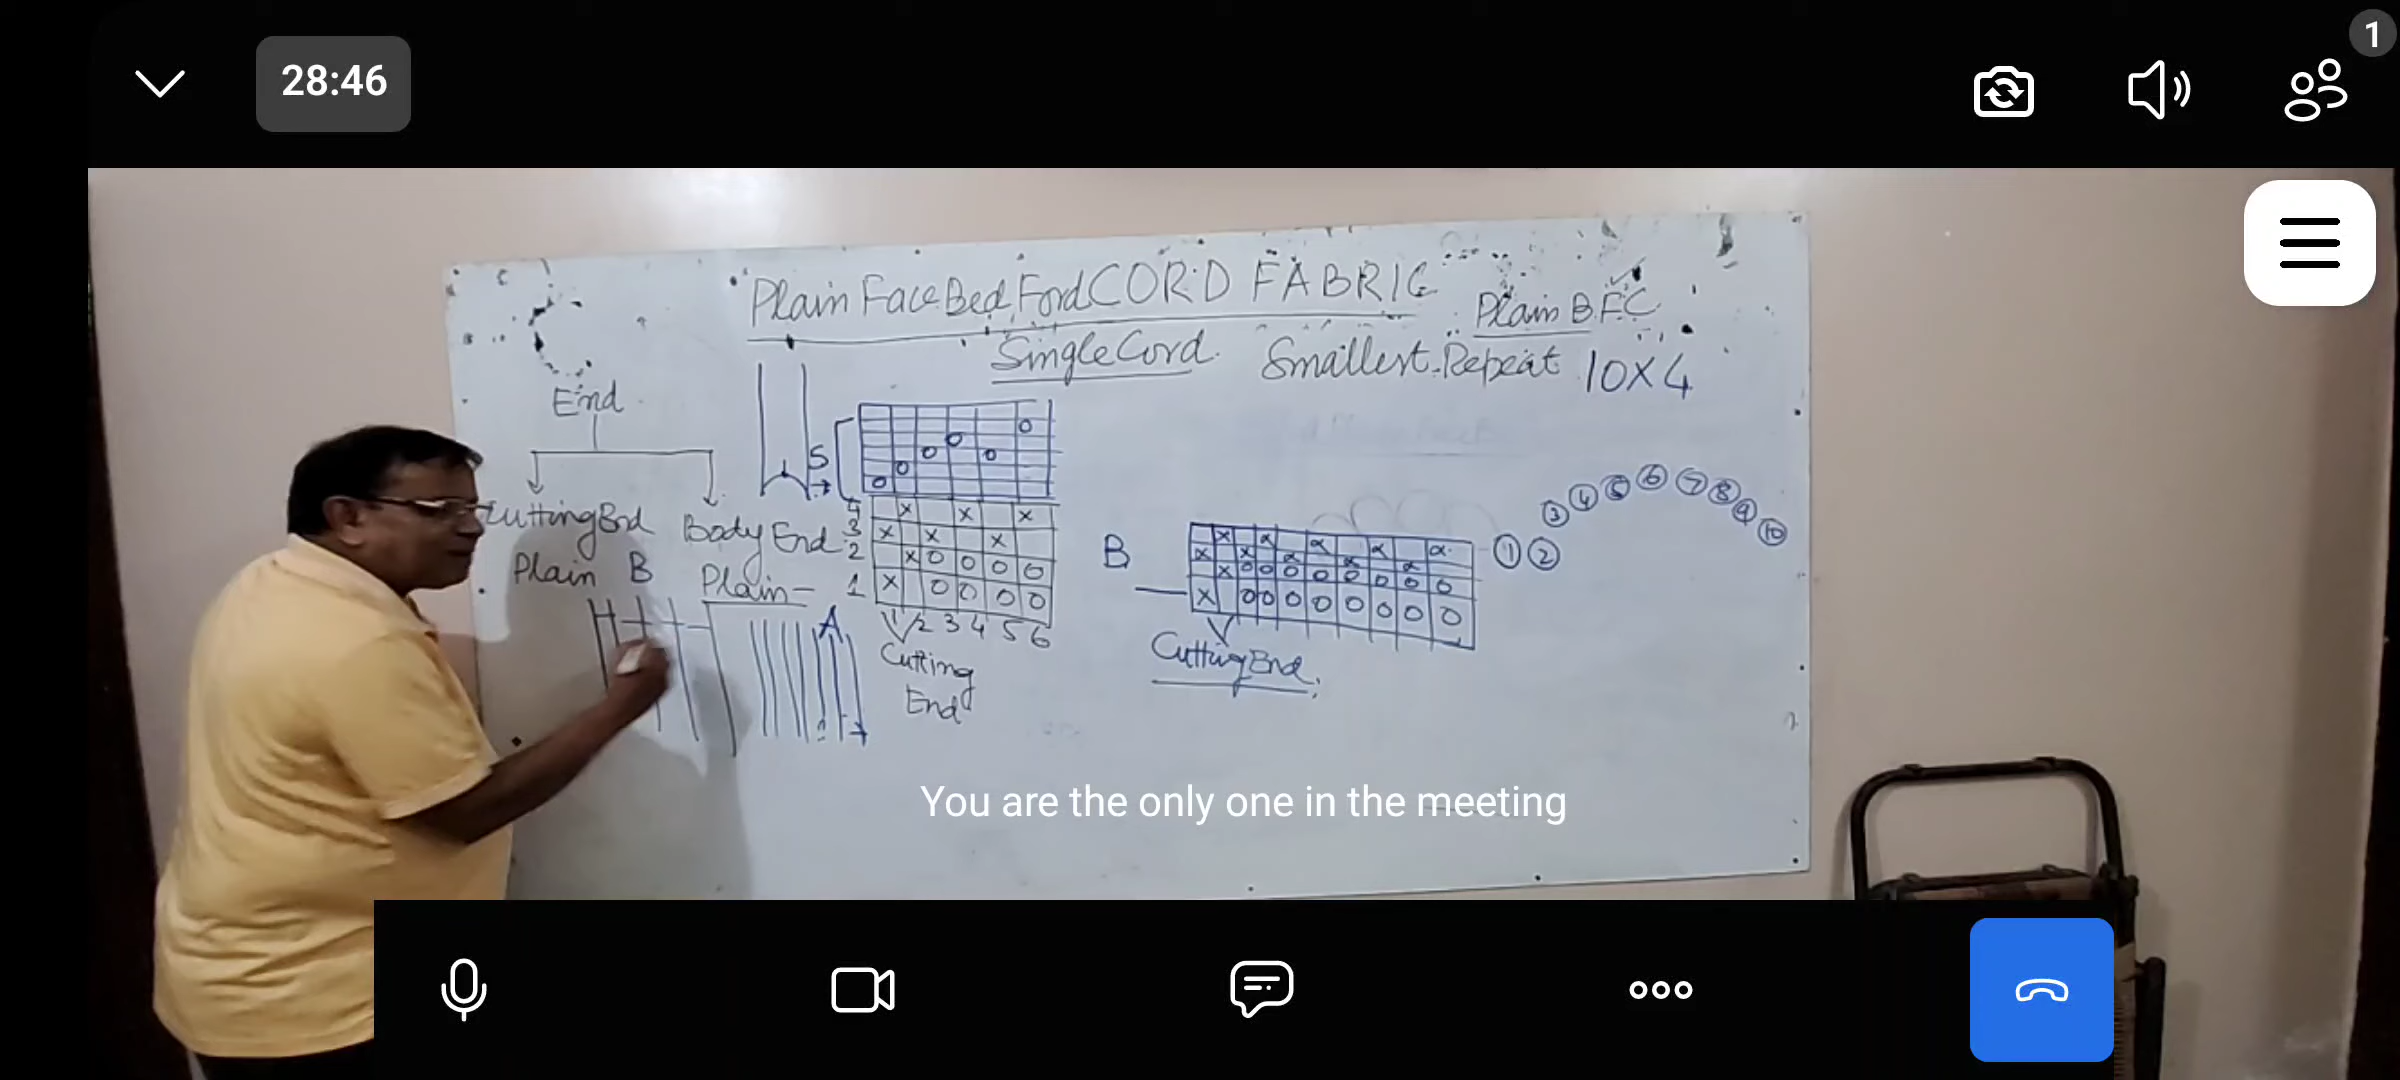 1
28:46
Plain Face Bed Ford CORD FABRIC
Plain B.F.C
Single Cord. Smallest Repeat 10X4
End
Cutting End Body End
Plain B Plain
S
4
3
2
1
A
1 2 3 4 5 6
Cutting
End
B
Cutting End
1 2 3 4 5 6 7 8 9 10
You are the only one in the meeting